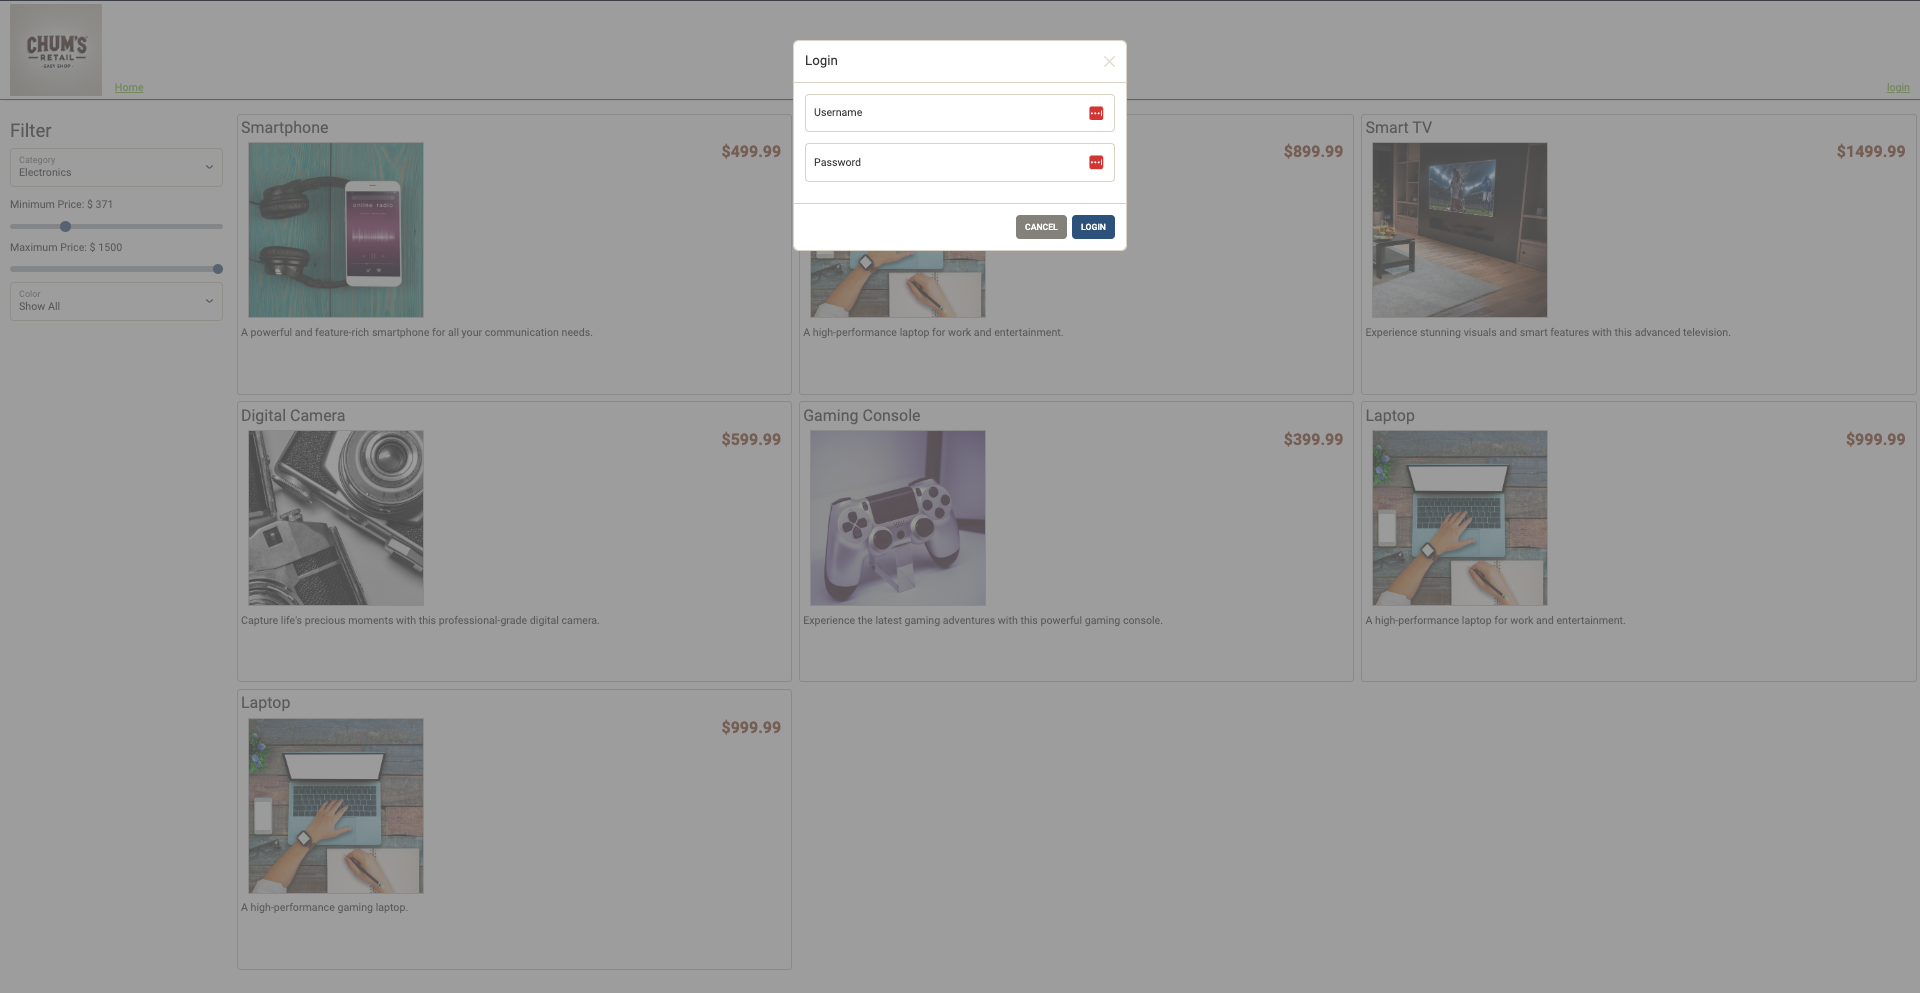 CHUM'S
RETAIL
EASY SHOP
Home
login
Login
Username
Password
CANCEL
LOGIN
Filter
Category
Electronics
Minimum Price: $ 371
Maximum Price: $ 1500
Color
Show All
Smartphone
$499.99
online radio
A powerful and feature-rich smartphone for all your communication needs.
$899.99
A high-performance laptop for work and entertainment.
Smart TV
$1499.99
Experience stunning visuals and smart features with this advanced television.
Digital Camera
$599.99
Capture life's precious moments with this professional-grade digital camera.
Gaming Console
$399.99
Experience the latest gaming adventures with this powerful gaming console.
Laptop
$999.99
A high-performance laptop for work and entertainment.
Laptop
$999.99
A high-performance gaming laptop.